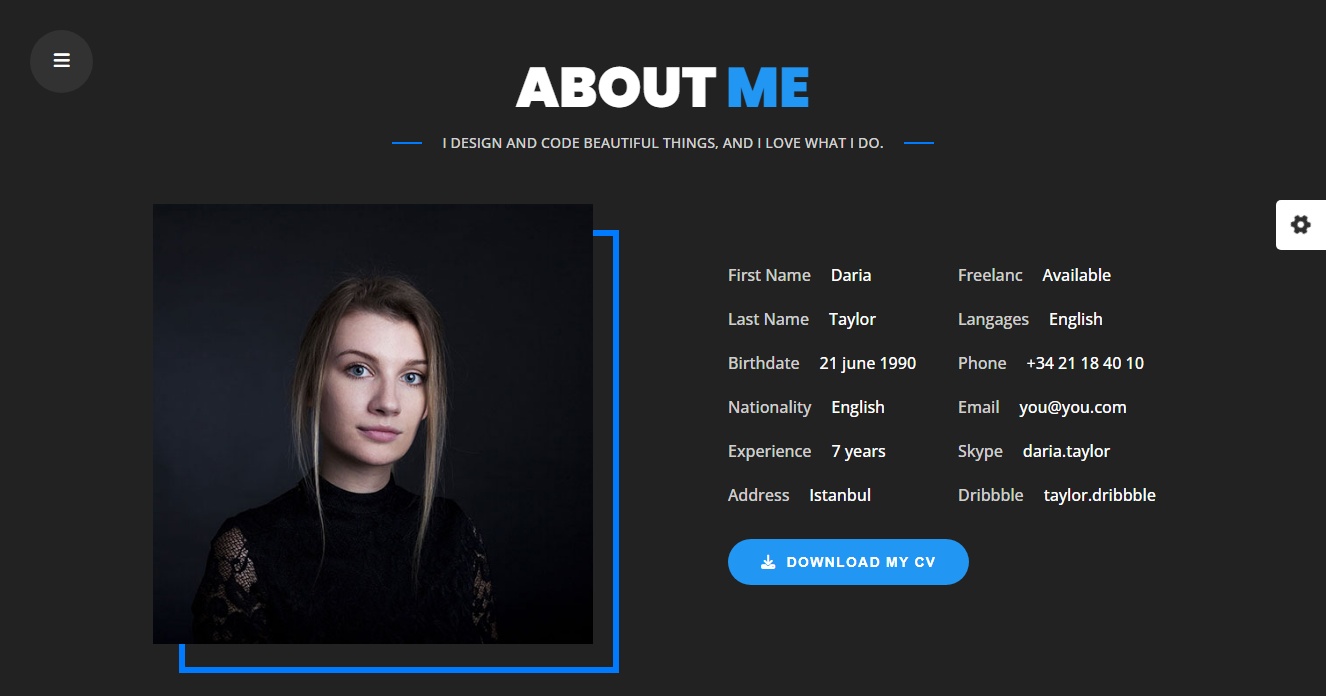 ABOUT ME
I DESIGN AND CODE BEAUTIFUL THINGS, AND I LOVE WHAT I DO.
First Name Daria
Last Name Taylor
Birthdate 21 june 1990
Nationality English
Experience 7 years
Address Istanbul
Freelanc Available
Langages English
Phone +34 21 18 40 10
Email you@you.com
Skype daria.taylor
Dribbble taylor.dribbble
DOWNLOAD MY CV